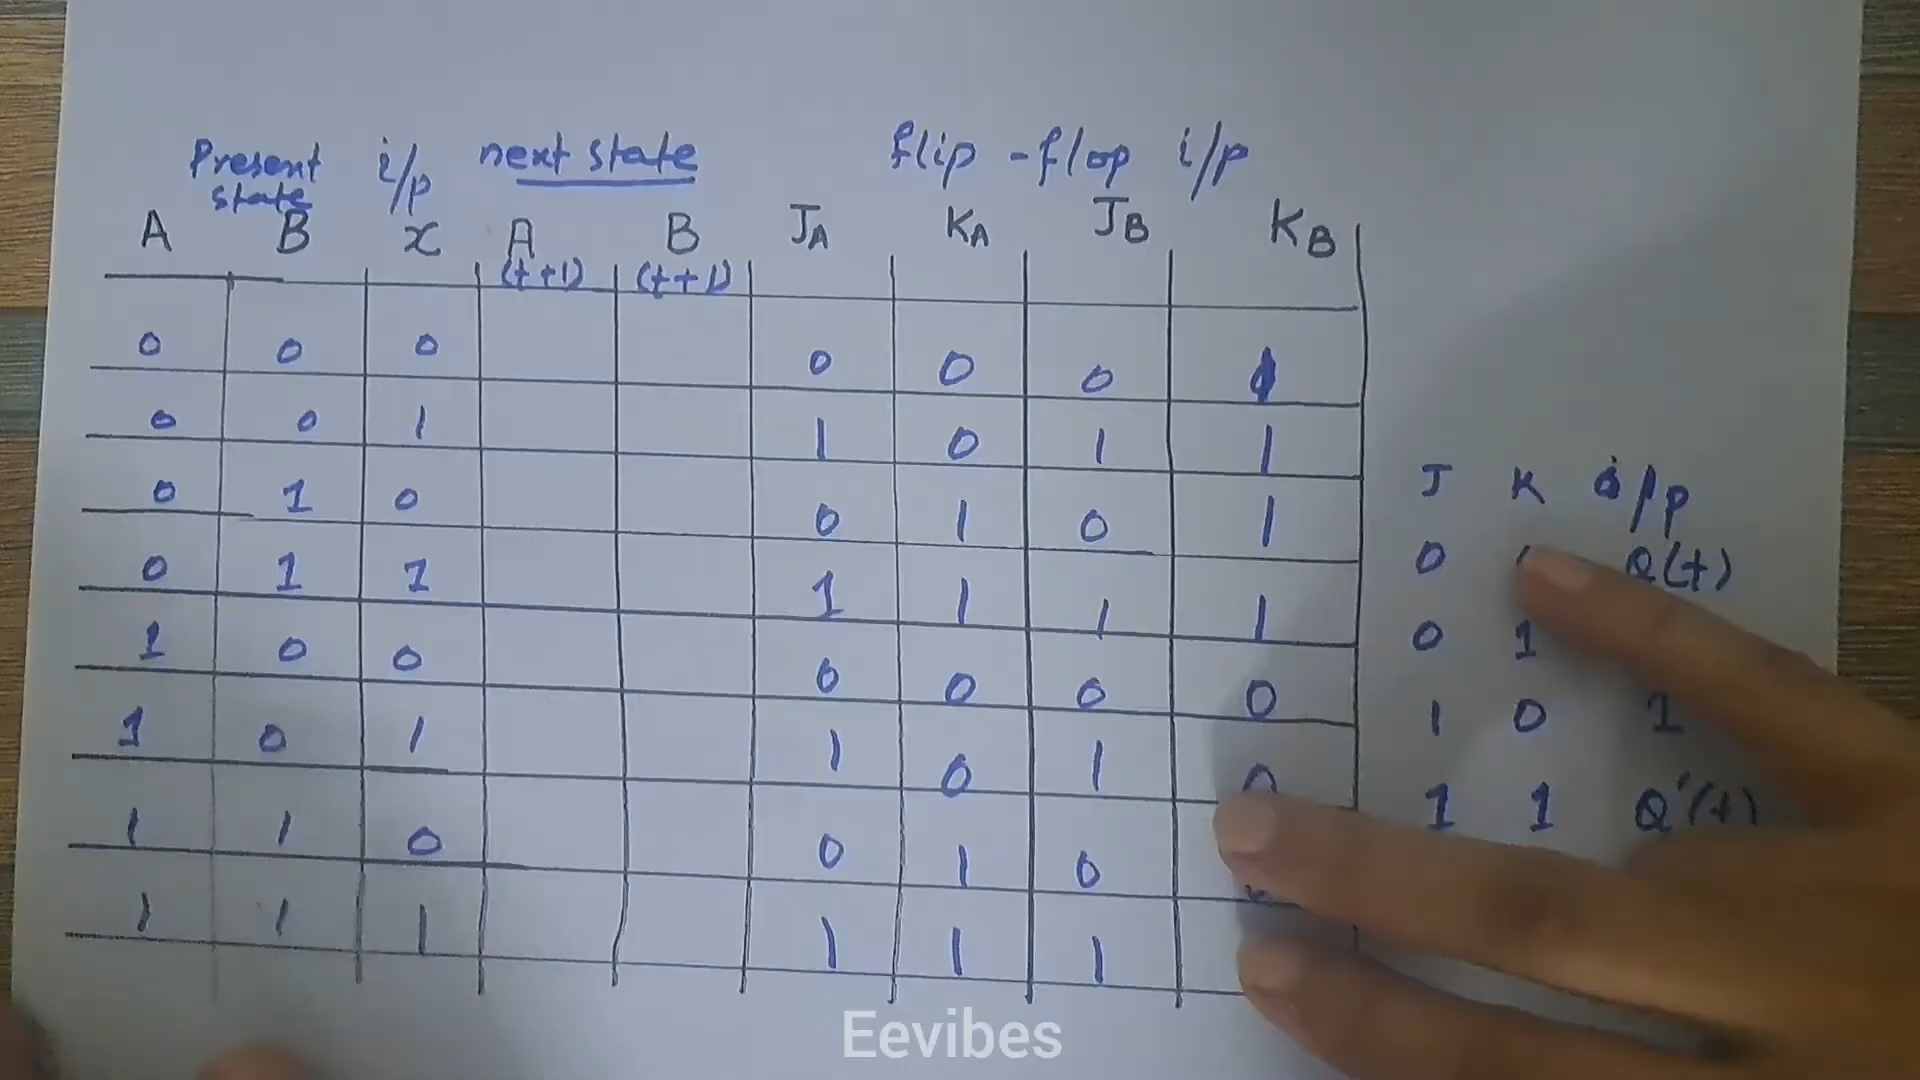 Present state i/p next state flip-flop i/p
A B x A (t+1) B (t+1) JA KA JB KB
0 0 0 0 0 0 1
0 0 1 1 0 1 1
0 1 0 0 1 0 1
0 1 1 1 1 1 1
1 0 0 0 0 0 0
1 0 1 1 0 1 0
1 1 0 0 1 0
1 1 1 1 1 1
J K o/p
0 Q(t)
0 1
1 0 1
1 1 Q'(t)
Eevibes